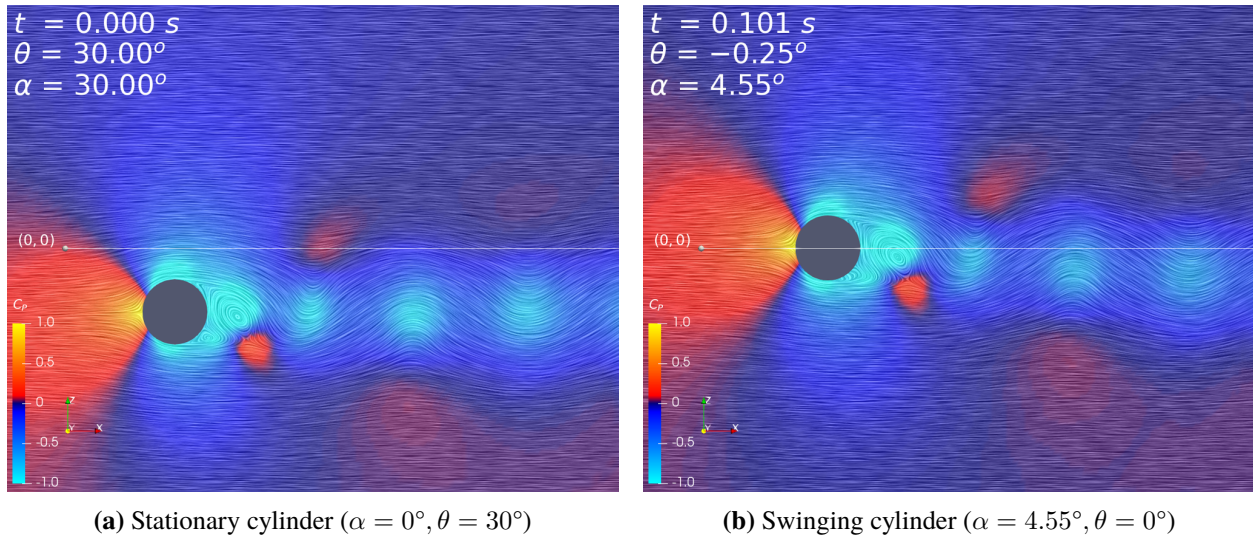 t = 0.000 s
θ = 30.00°
α = 30.00°
(0, 0)
C_P
1.0
0.5
0
-0.5
-1.0
Z
Y
X
(a) Stationary cylinder (α = 0°, θ = 30°)
t = 0.101 s
θ = −0.25°
α = 4.55°
(0, 0)
C_P
1.0
0.5
0
-0.5
-1.0
Z
Y
X
(b) Swinging cylinder (α = 4.55°, θ = 0°)